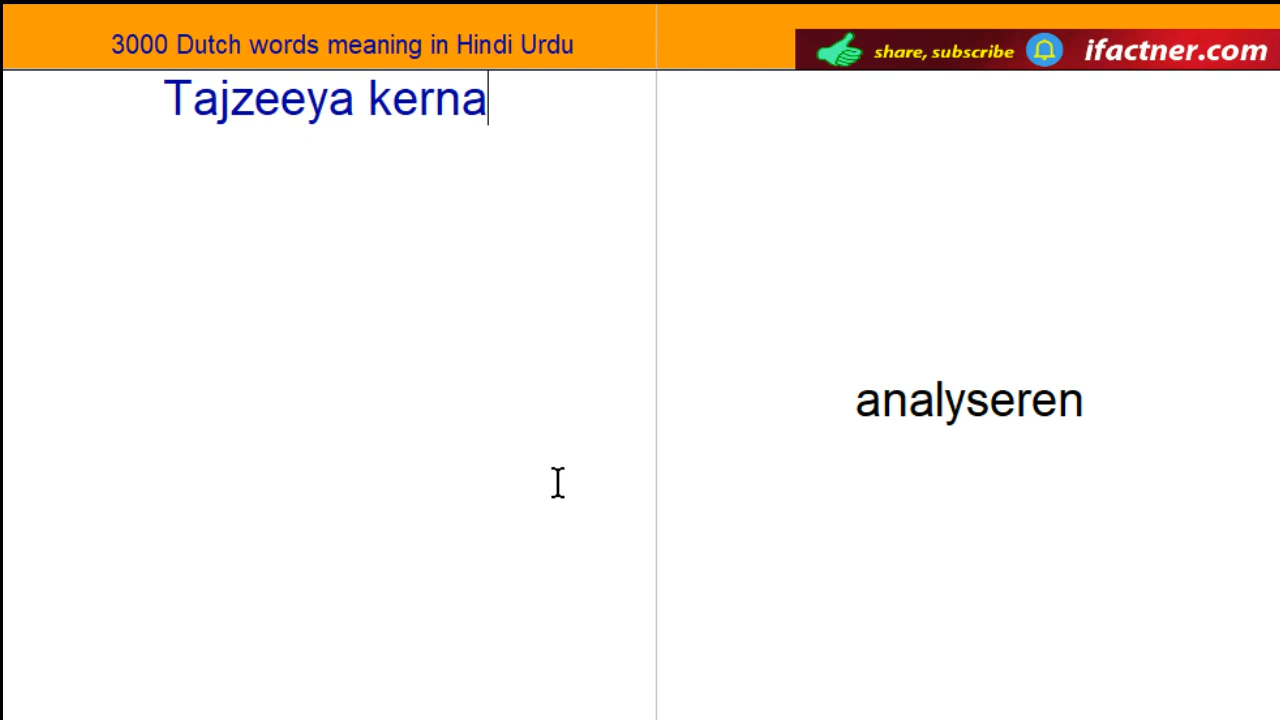 3000 Dutch words meaning in Hindi Urdu
share, subscribe
ifactner.com
Tajzeeya kerna
analyseren